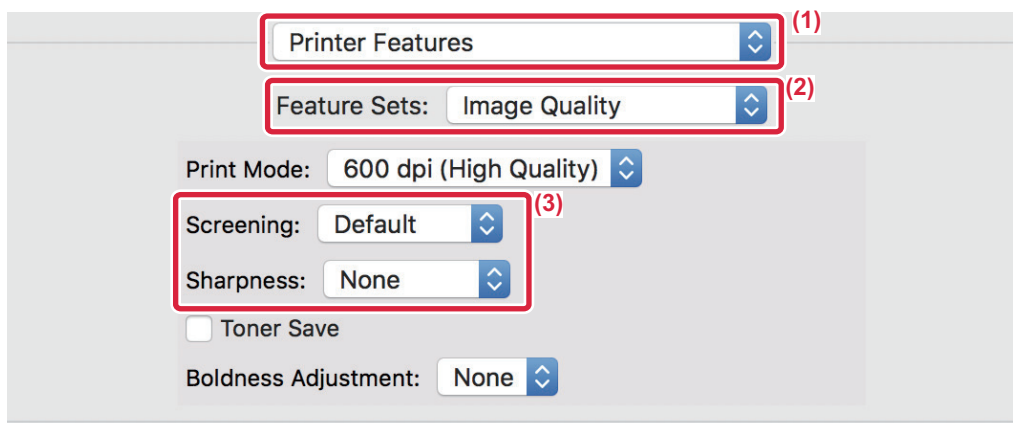 Printer Features (1)
Feature Sets: Image Quality (2)
Print Mode: 600 dpi (High Quality)
(3)
Screening: Default
Sharpness: None
Toner Save
Boldness Adjustment: None